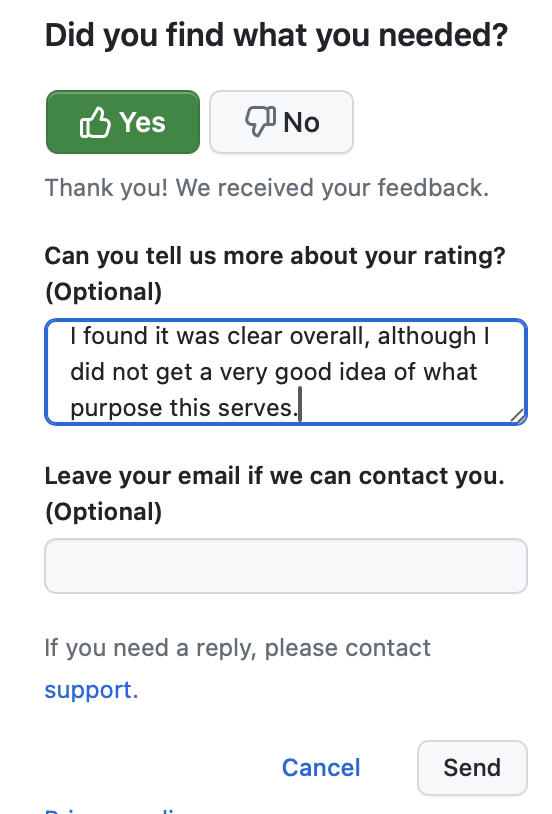 Did you find what you needed?
Yes
No
Thank you! We received your feedback.
Can you tell us more about your rating?
(Optional)
I found it was clear overall, although I
did not get a very good idea of what
purpose this serves.
Leave your email if we can contact you.
(Optional)
If you need a reply, please contact
support.
Cancel
Send